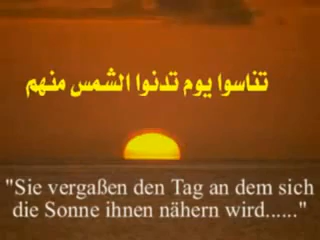 تناسوا يوم تدنوا الشمس منهم
"Sie vergaßen den Tag an dem sich
die Sonne ihnen nähern wird......"